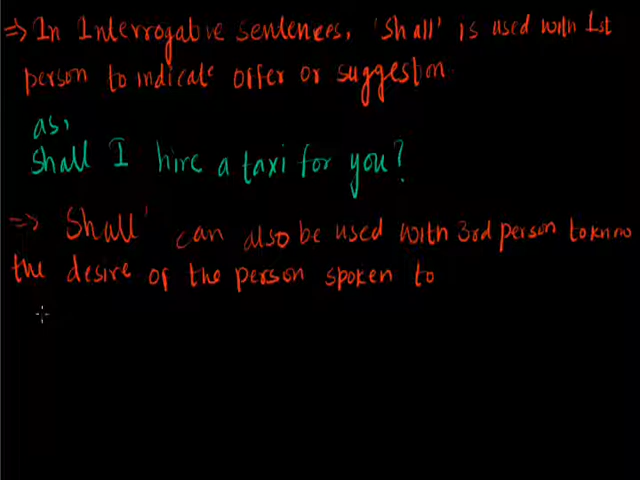 ⇒ In Interrogative sentences, 'shall' is used with 1st
person to indicate offer or suggestion.
as,
Shall I hire a taxi for you?
⇒ Shall' can also be used with 3rd person to know
the desire of the person spoken to